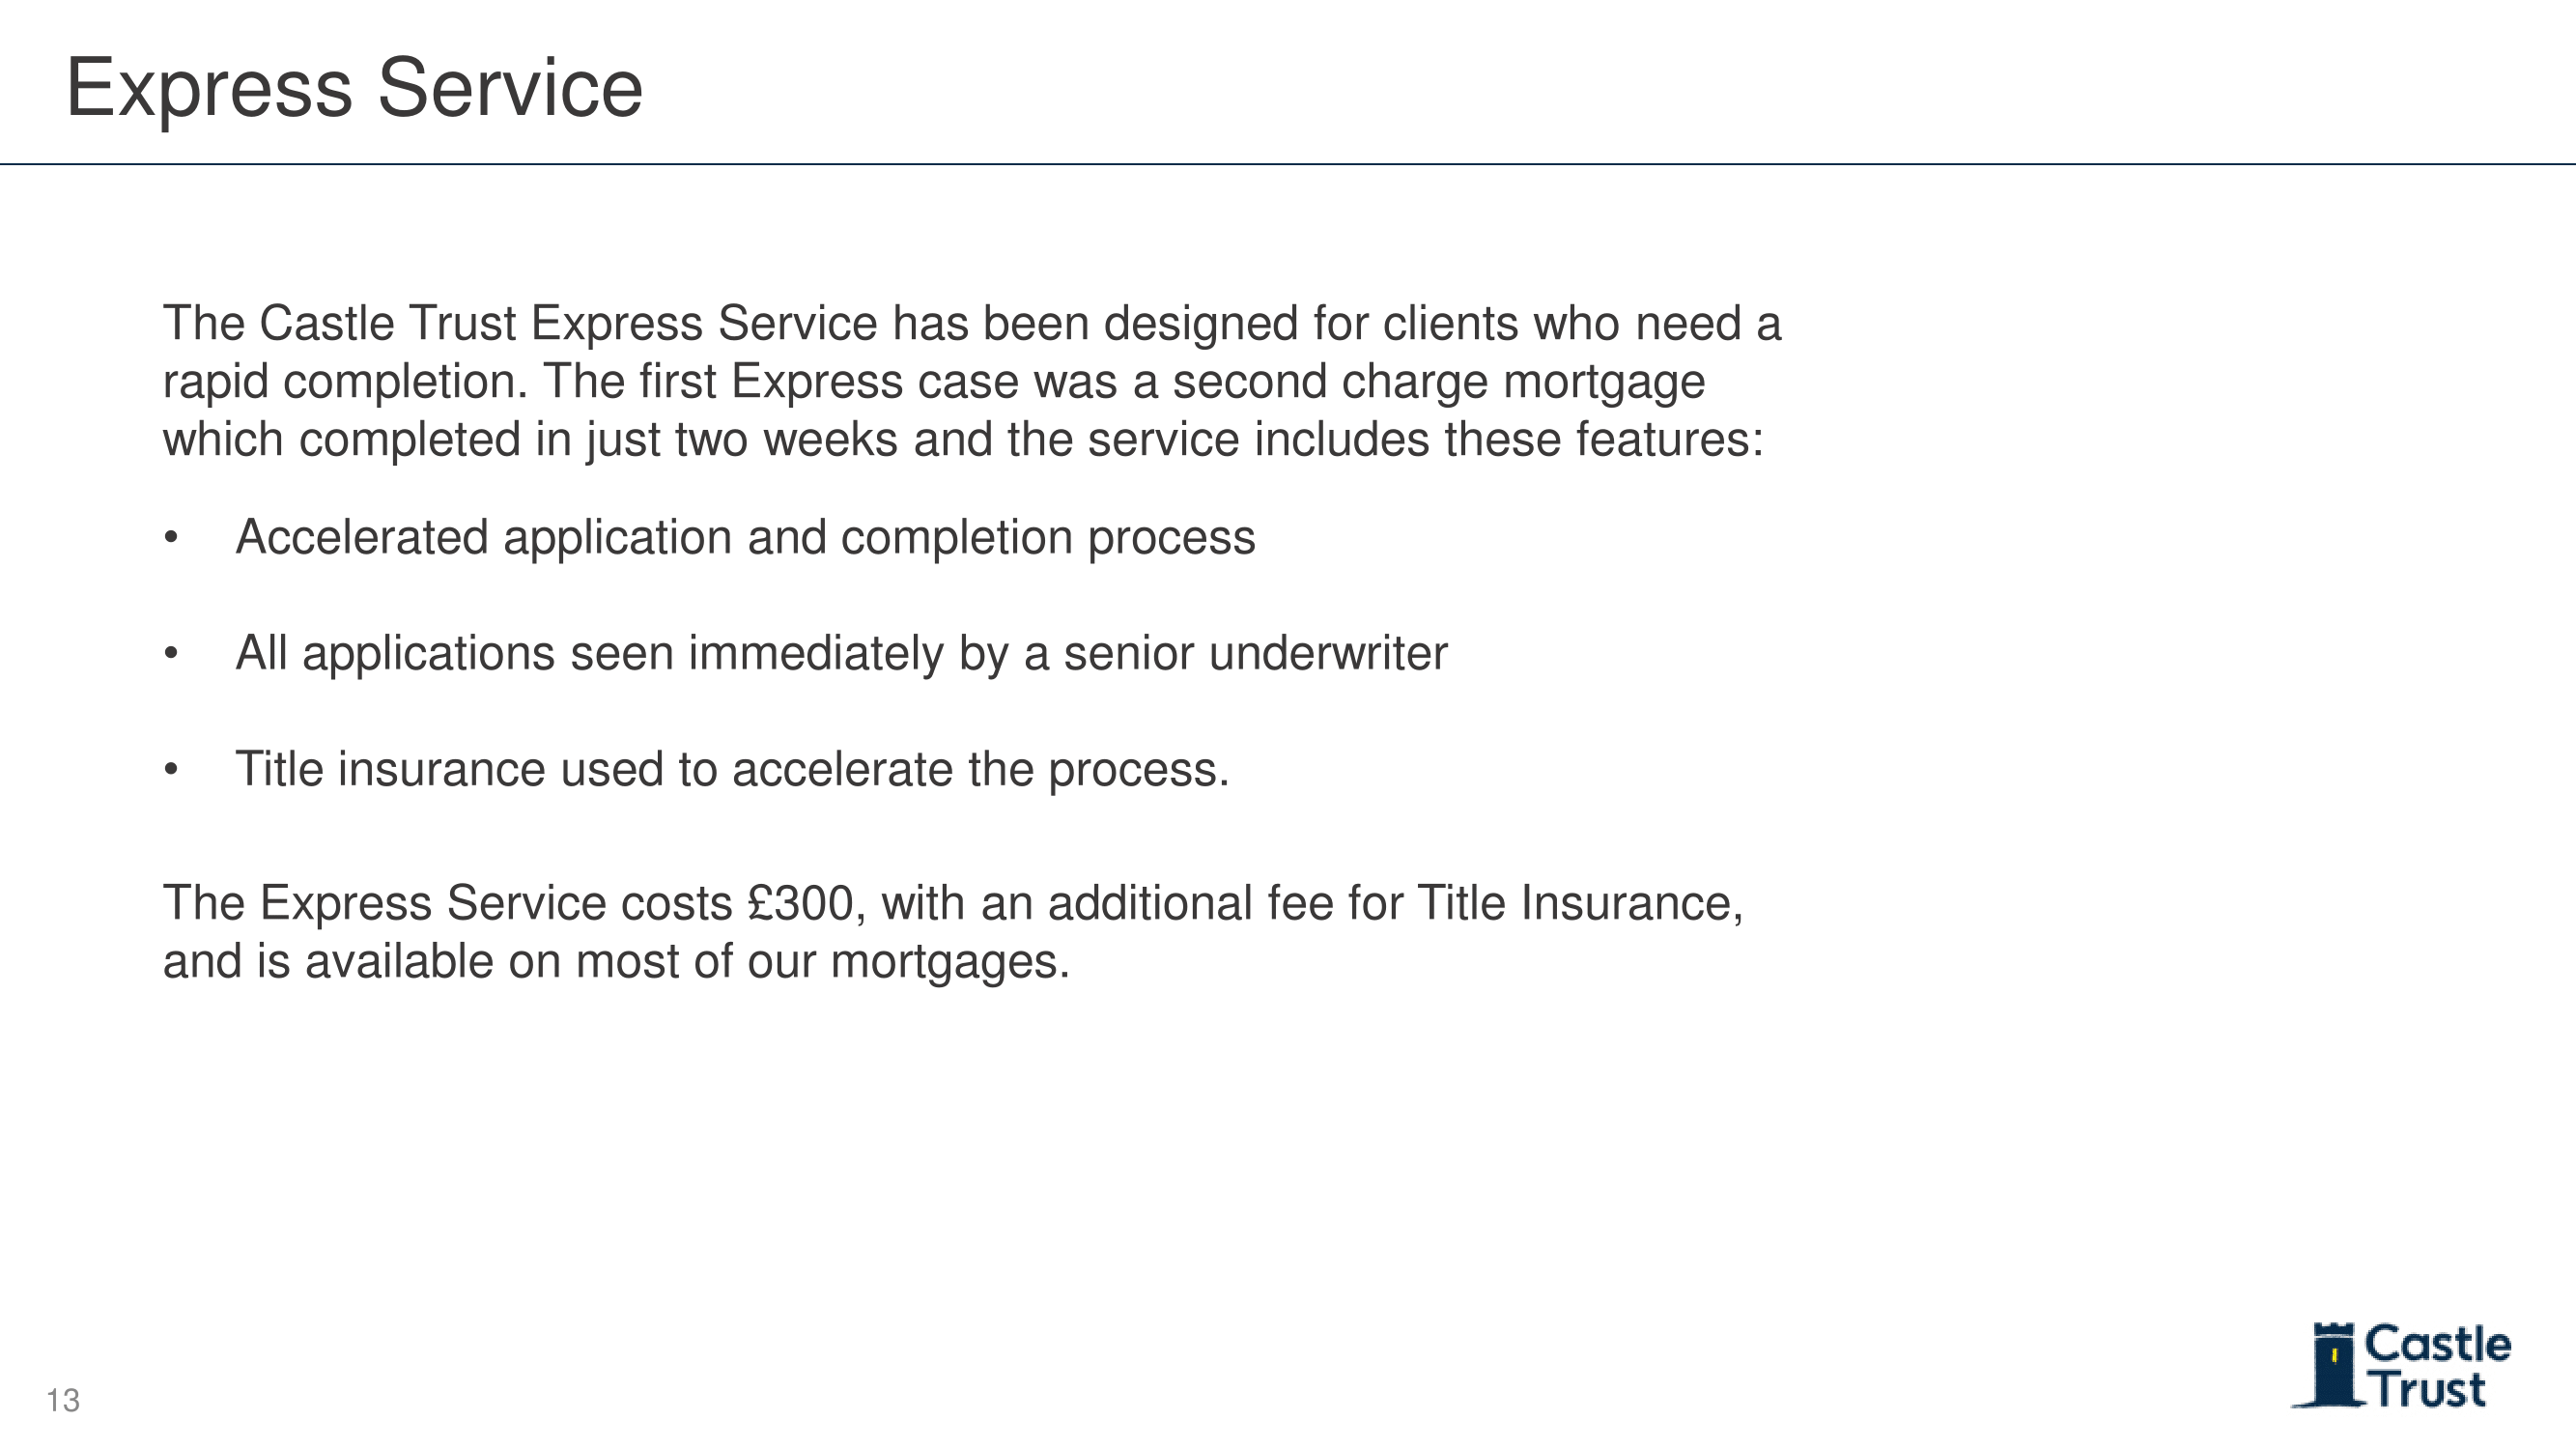 Express Service
The Castle Trust Express Service has been designed for clients who need a
rapid completion. The first Express case was a second charge mortgage
which completed in just two weeks and the service includes these features:
• Accelerated application and completion process
• All applications seen immediately by a senior underwriter
• Title insurance used to accelerate the process.
The Express Service costs £300, with an additional fee for Title Insurance,
and is available on most of our mortgages.
13
Castle
Trust